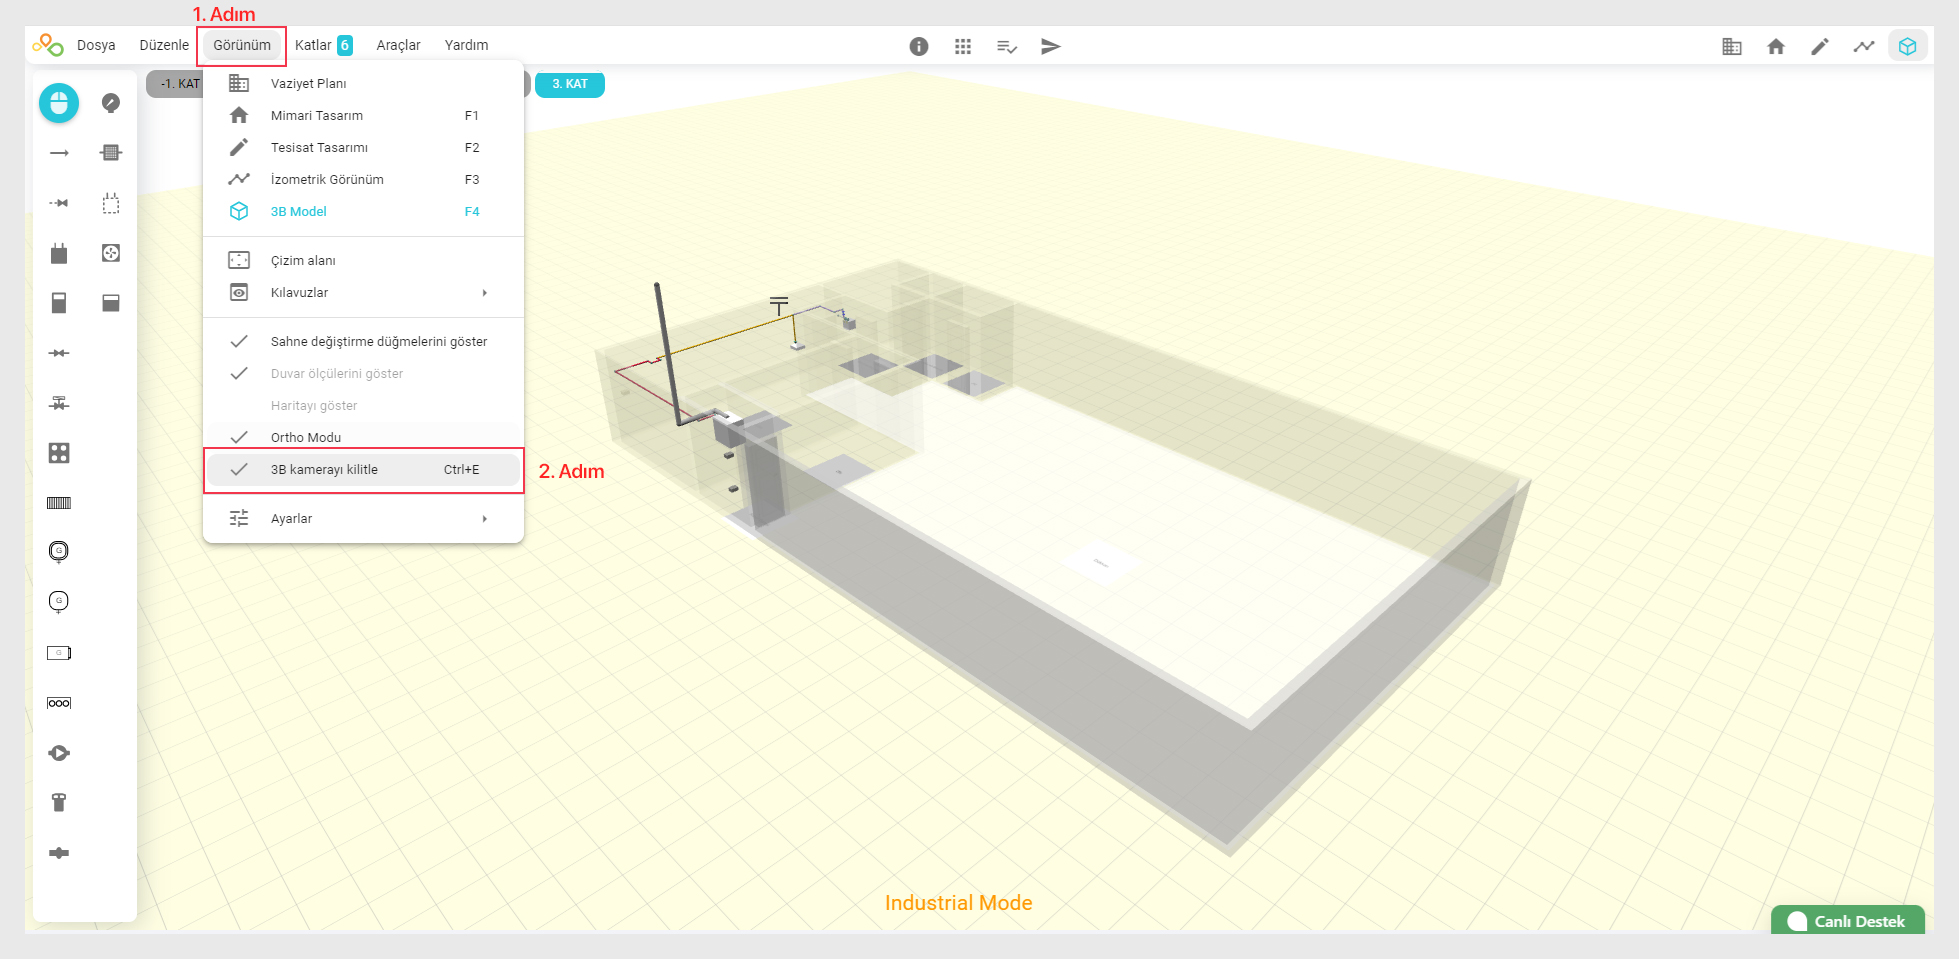 1. Adım
Dosya Düzenle Görünüm Katlar 6 Araçlar Yardım
-1. KAT 3. KAT
Vaziyet Planı
Mimari Tasarım F1
Tesisat Tasarımı F2
İzometrik Görünüm F3
3B Model F4
Çizim alanı
Kılavuzlar
Sahne değiştirme düğmelerini göster
Duvar ölçülerini göster
Haritayı göster
Ortho Modu
3B kamerayı kilitle Ctrl+E
2. Adım
Ayarlar
G
G
G
Industrial Mode
Canlı Destek